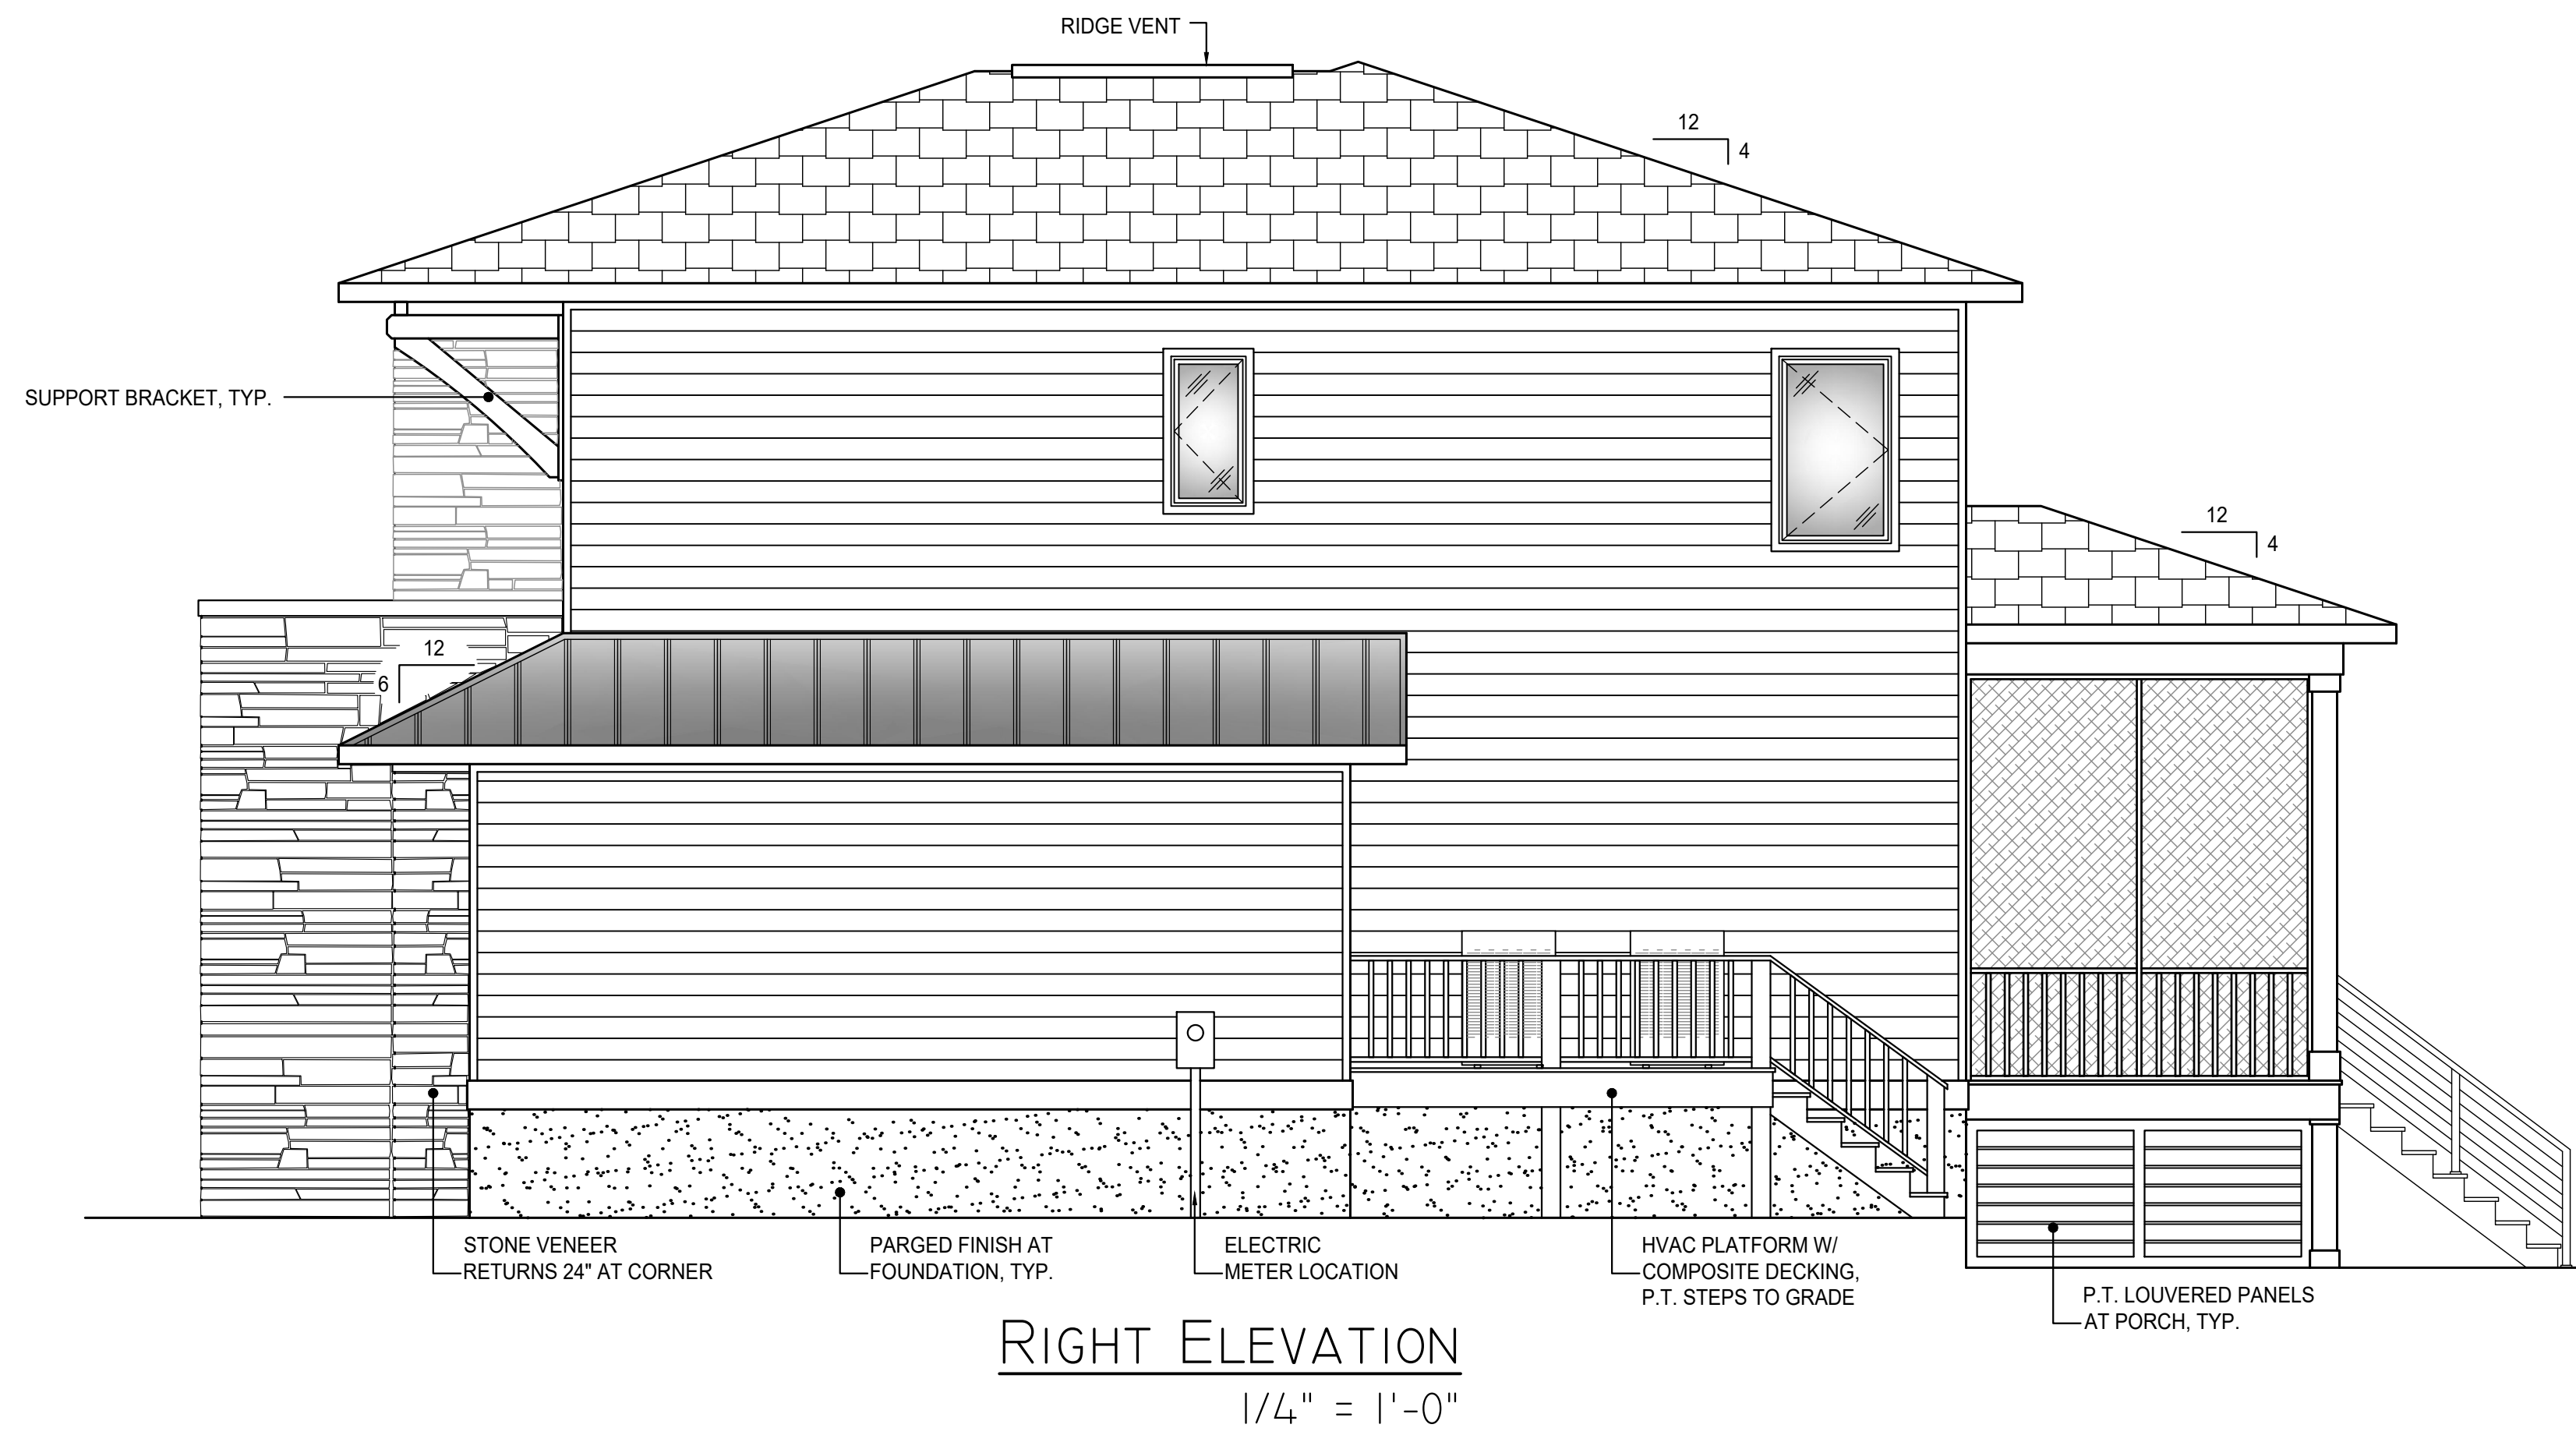 RIDGE VENT
12
4
SUPPORT BRACKET, TYP.
12
4
12
6
STONE VENEER
RETURNS 24" AT CORNER
PARGED FINISH AT
FOUNDATION, TYP.
ELECTRIC
METER LOCATION
HVAC PLATFORM W/
COMPOSITE DECKING,
P.T. STEPS TO GRADE
P.T. LOUVERED PANELS
AT PORCH, TYP.
RIGHT ELEVATION
1/4" = 1'-0"